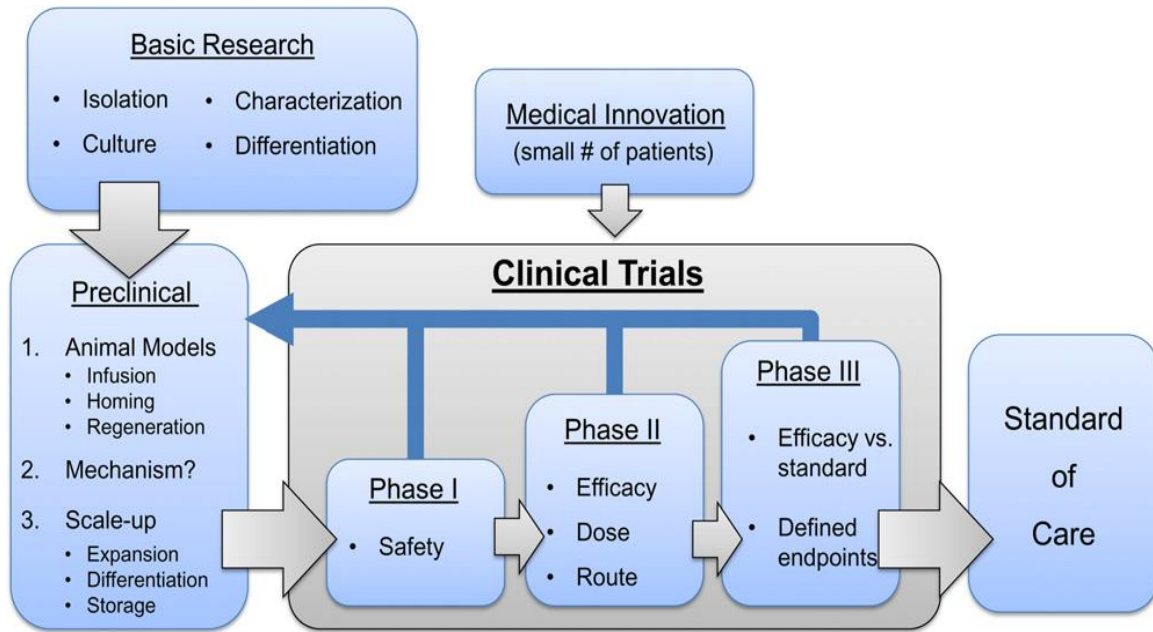 Basic Research
• Isolation
• Culture
• Characterization
• Differentiation
Medical Innovation
(small # of patients)
Preclinical
1. Animal Models
• Infusion
• Homing
• Regeneration
2. Mechanism?
3. Scale-up
• Expansion
• Differentiation
• Storage
Clinical Trials
Phase I
• Safety
Phase II
• Efficacy
• Dose
• Route
Phase III
• Efficacy vs.
standard
• Defined
endpoints
Standard
of
Care